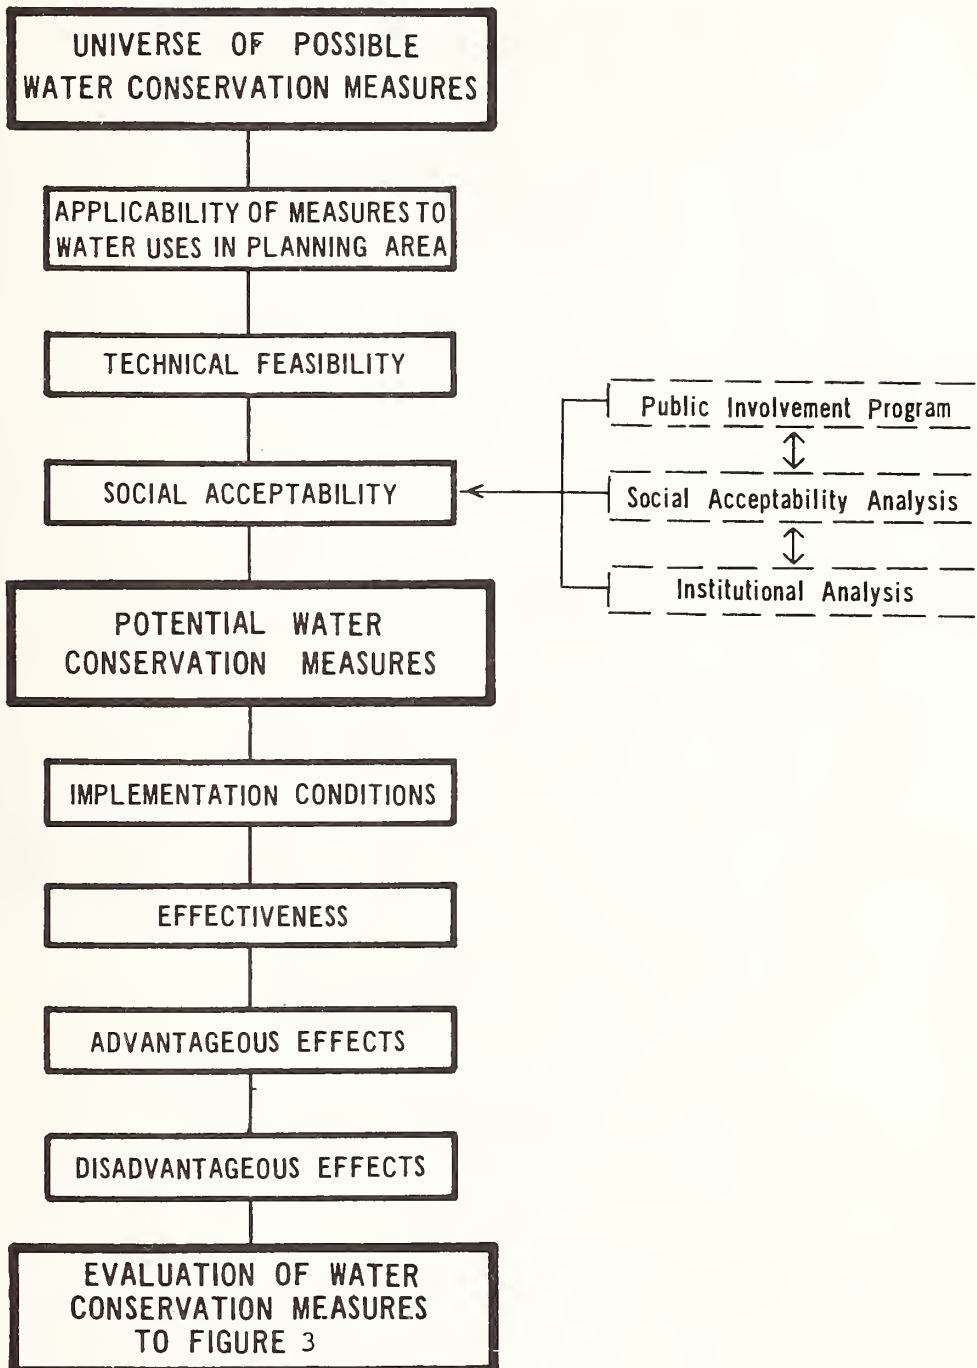 UNIVERSE OF POSSIBLE
WATER CONSERVATION MEASURES
APPLICABILITY OF MEASURES TO
WATER USES IN PLANNING AREA
TECHNICAL FEASIBILITY
SOCIAL ACCEPTABILITY
Public Involvement Program
Social Acceptability Analysis
Institutional Analysis
POTENTIAL WATER
CONSERVATION MEASURES
IMPLEMENTATION CONDITIONS
EFFECTIVENESS
ADVANTAGEOUS EFFECTS
DISADVANTAGEOUS EFFECTS
EVALUATION OF WATER
CONSERVATION MEASURES
TO FIGURE 3